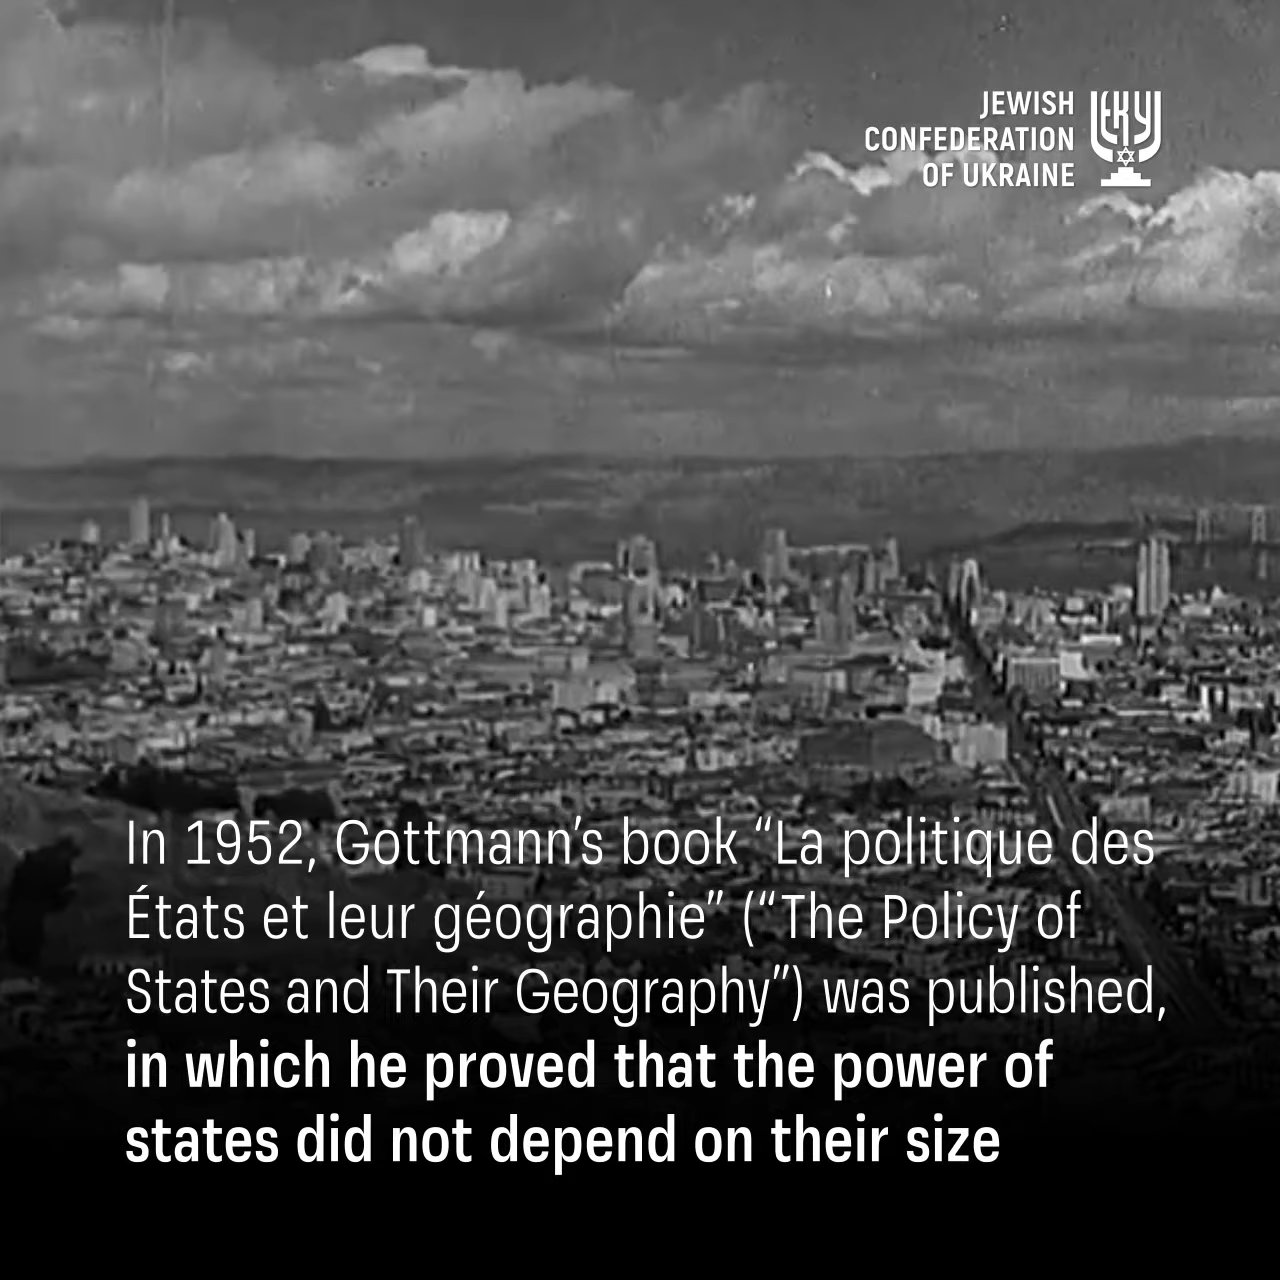 JEWISH
CONFEDERATION
OF UKRAINE
ЄКУ
In 1952, Gottmann’s book “La politique des
États et leur géographie” (“The Policy of
States and Their Geography”) was published,
in which he proved that the power of
states did not depend on their size